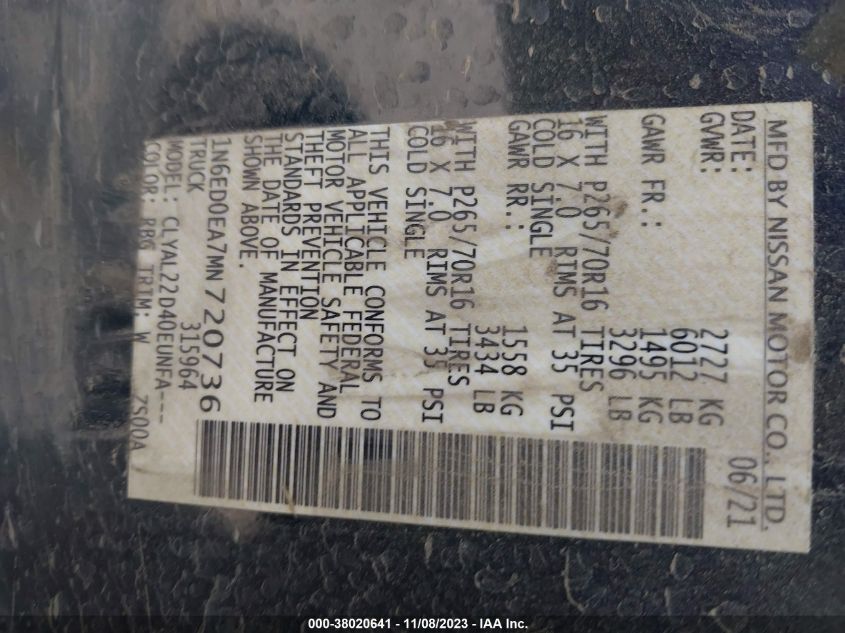 MFD BY NISSAN MOTOR CO., LTD.
DATE: 06/21
GVWR: 2727 KG
6012 LB
GAWR FR.: 1495 KG
3296 LB
WITH P265/70R16 TIRES
16 X 7.0 RIMS AT 35 PSI
COLD SINGLE
GAWR RR.: 1558 KG
3434 LB
WITH P265/70R16 TIRES
16 X 7.0 RIMS AT 35 PSI
COLD SINGLE
THIS VEHICLE CONFORMS TO
ALL APPLICABLE FEDERAL
MOTOR VEHICLE SAFETY AND
THEFT PREVENTION
STANDARDS IN EFFECT ON
THE DATE OF MANUFACTURE
SHOWN ABOVE.
1N6ED0EA7MN720736
TRUCK 315964
MODEL: CLYAL22D40EUNFA---
COLOR: RBG TRIM: W ZS00A
000-38020641 - 11/08/2023 - IAA Inc.